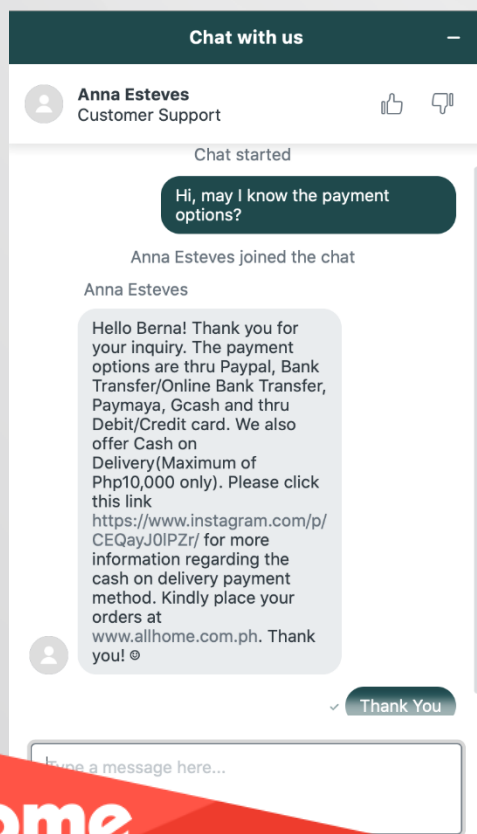 Chat with us
Anna Esteves
Customer Support
Chat started
Hi, may I know the payment
options?
Anna Esteves joined the chat
Anna Esteves
Hello Berna! Thank you for
your inquiry. The payment
options are thru Paypal, Bank
Transfer/Online Bank Transfer,
Paymaya, Gcash and thru
Debit/Credit card. We also
offer Cash on
Delivery(Maximum of
Php10,000 only). Please click
this link
https://www.instagram.com/p/
CEQayJ0lPZr/ for more
information regarding the
cash on delivery payment
method. Kindly place your
orders at
www.allhome.com.ph. Thank
you! ☺
Thank You
Type a message here...
ome